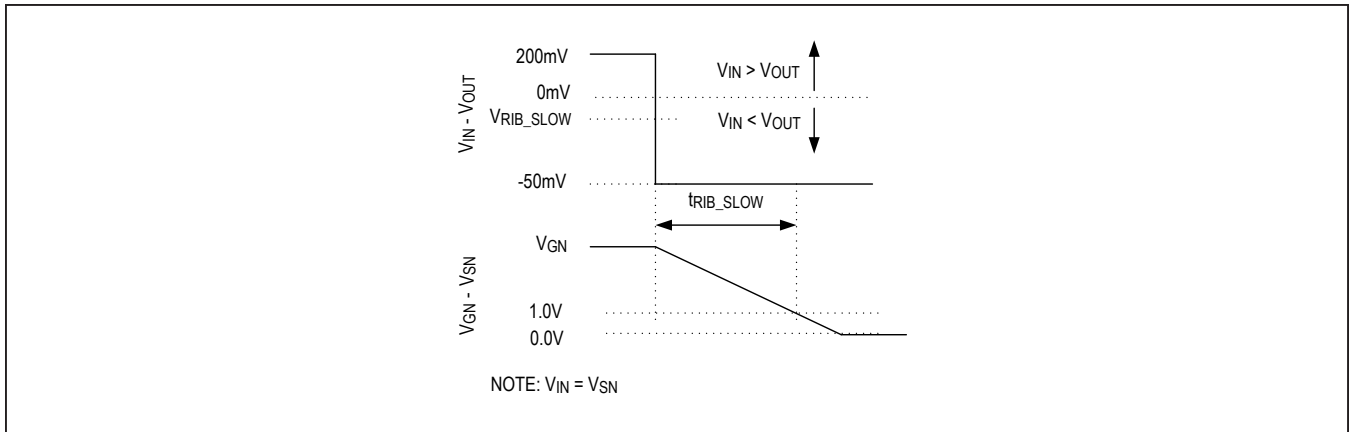 200mV
VIN > VOUT
0mV
VRIB_SLOW
VIN < VOUT
VIN - VOUT
-50mV
tRIB_SLOW
VGN
VGN - VSN
1.0V
0.0V
NOTE: VIN = VSN